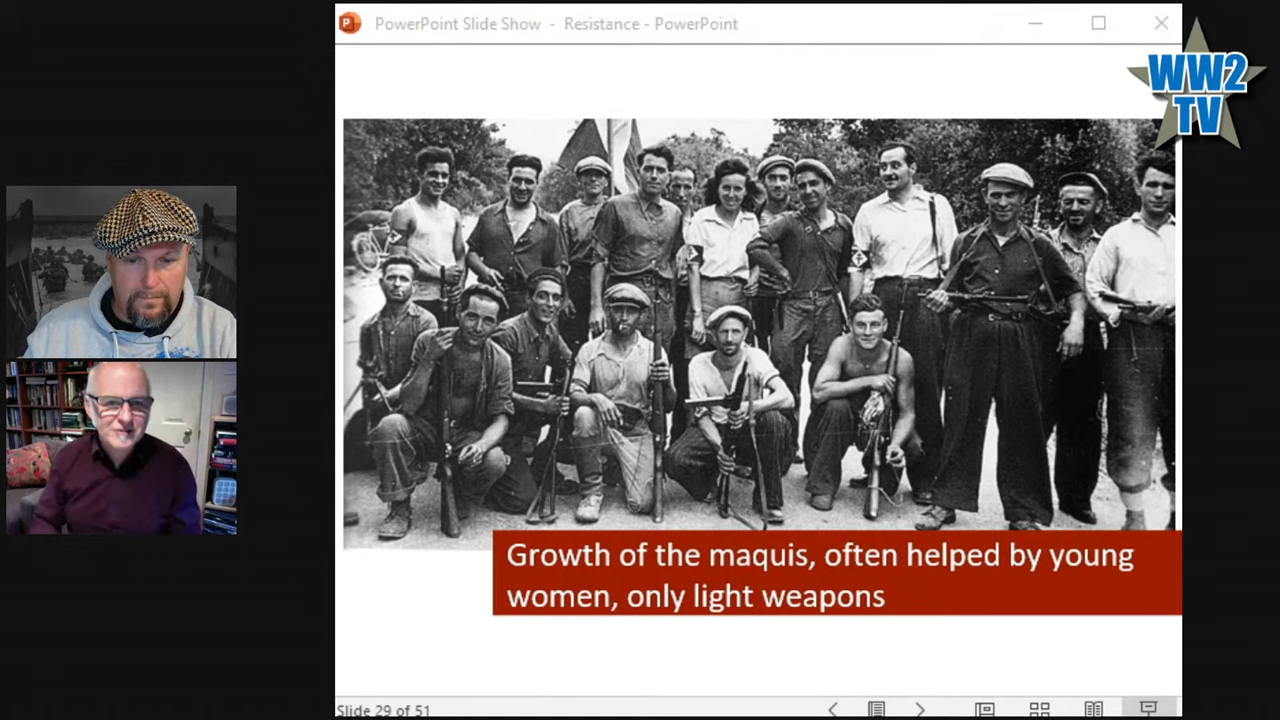 PowerPoint Slide Show - Resistance - PowerPoint
WW2
TV
Growth of the maquis, often helped by young
women, only light weapons
Slide 29 of 51